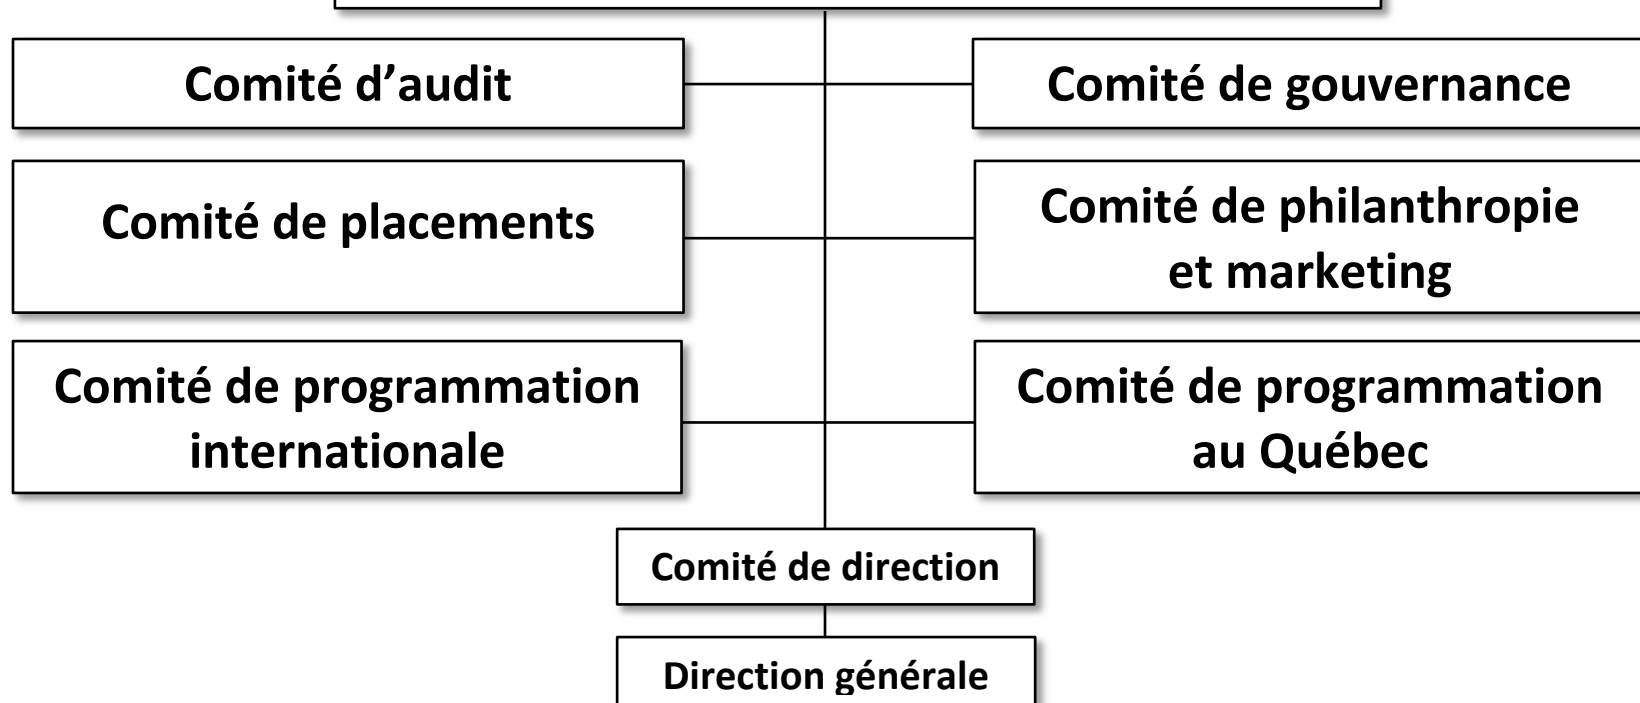 Comité d’audit
Comité de gouvernance
Comité de placements
Comité de philanthropie
et marketing
Comité de programmation
internationale
Comité de programmation
au Québec
Comité de direction
Direction générale